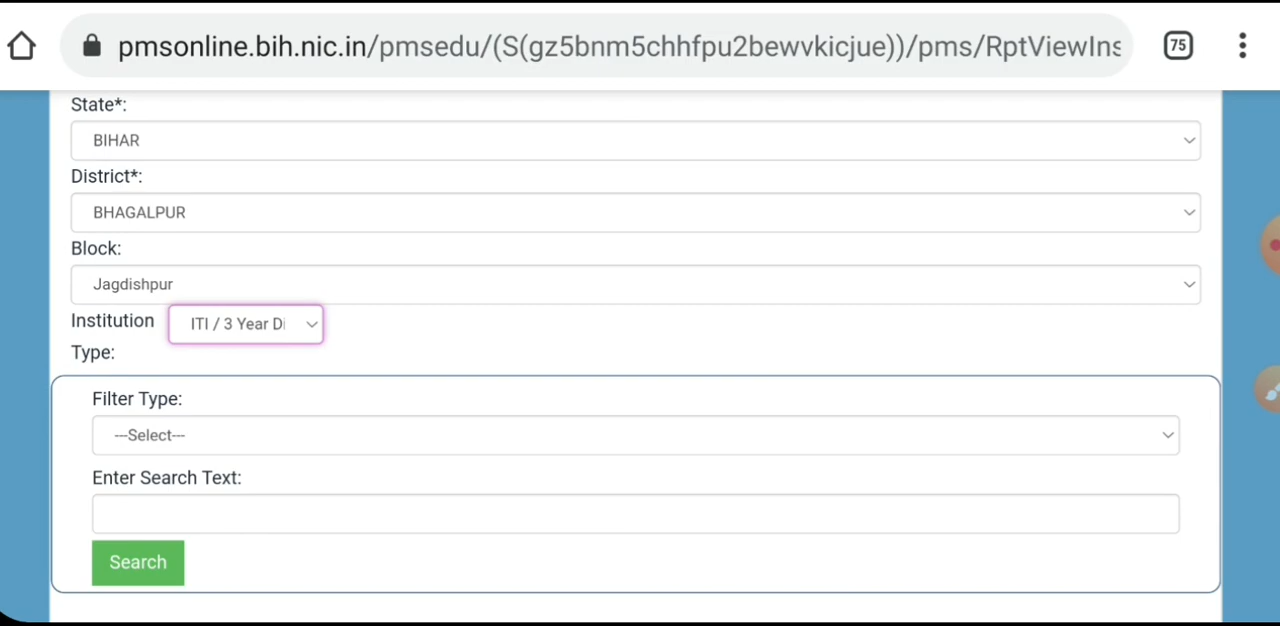 pmsonline.bih.nic.in/pmsedu/(S(gz5bnm5chhfpu2bewvkicjue))/pms/RptViewIns
75
State*:
BIHAR
District*:
BHAGALPUR
Block:
Jagdishpur
Institution Type:
ITI / 3 Year Di
Filter Type:
---Select---
Enter Search Text:
Search